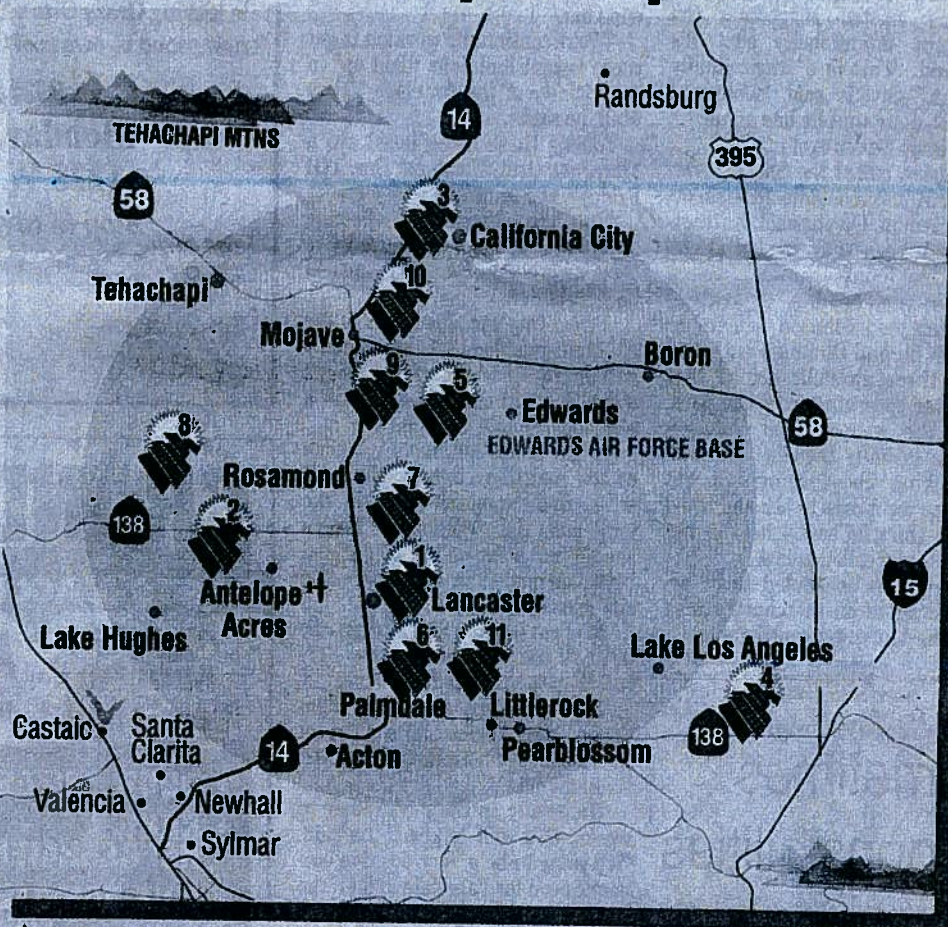 14
Randsburg
TEHACHAPI MTNS
395
58
3
California City
10
Tehachapi
Mojave
9
5
Boron
Edwards
58
EDWARDS AIR FORCE BASE
8
Rosamond
7
138
2
1
15
Antelope
Acres
Lancaster
Lake Hughes
6
11
Lake Los Angeles
4
Palmdale
Littlerock
138
Castaic
Santa
Clarita
14
Acton
Pearblossom
Valencia
Newhall
Sylmar